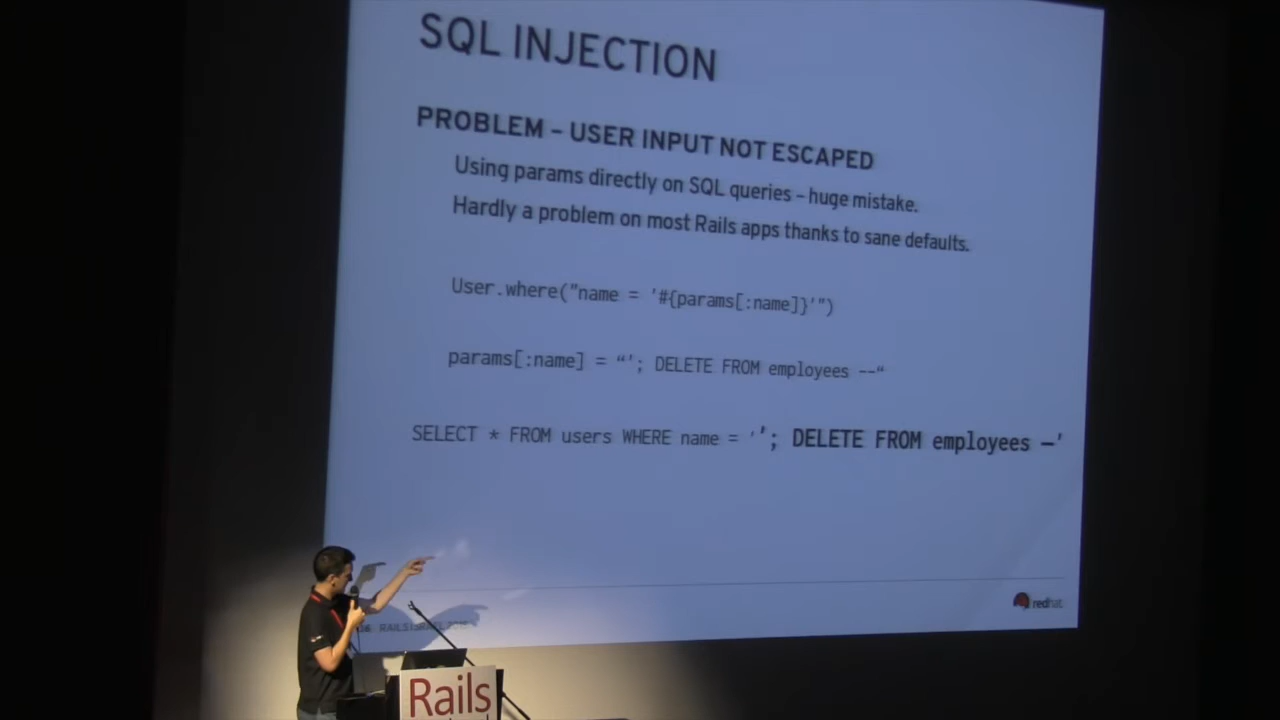 SQL INJECTION
PROBLEM – USER INPUT NOT ESCAPED
Using params directly on SQL queries – huge mistake.
Hardly a problem on most Rails apps thanks to sane defaults.
User.where("name = '#{params[:name]}'")
params[:name] = “'; DELETE FROM employees --“
SELECT * FROM users WHERE name = ''; DELETE FROM employees –'
redhat
Rails